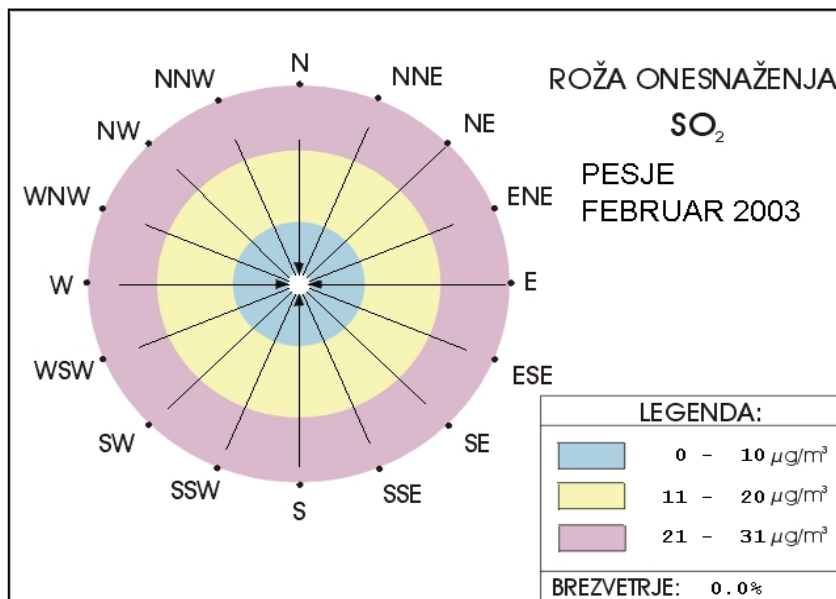 ROŽA ONESNAŽENJA
SO₂
PESJE
FEBRUAR 2003
N
NNE
NE
ENE
E
ESE
SE
SSE
S
SSW
SW
WSW
W
WNW
NW
NNW
LEGENDA:
0 - 10 µg/m³
11 - 20 µg/m³
21 - 31 µg/m³
BREZVETRJE: 0.0%